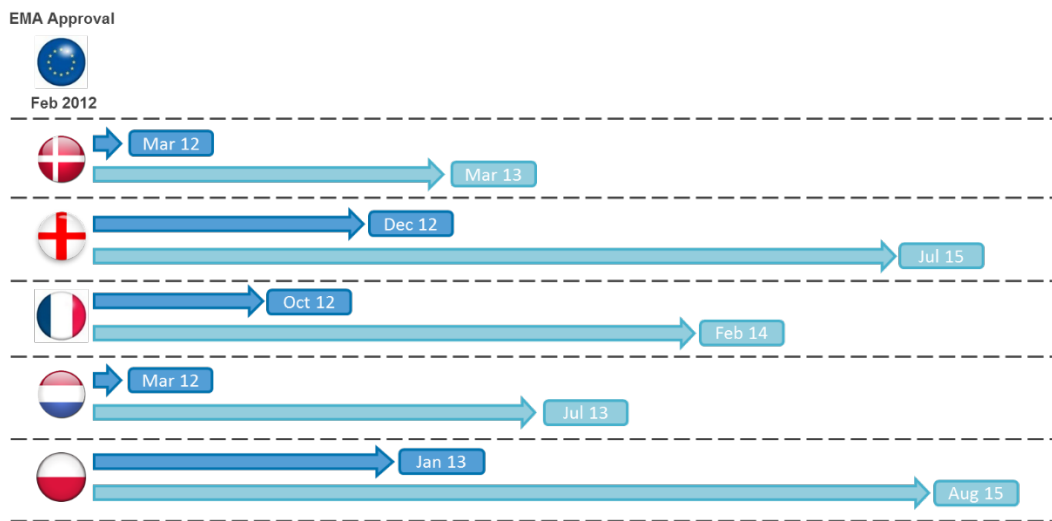 EMA Approval
Feb 2012
Mar 12
Mar 13
Dec 12
Jul 15
Oct 12
Feb 14
Mar 12
Jul 13
Jan 13
Aug 15